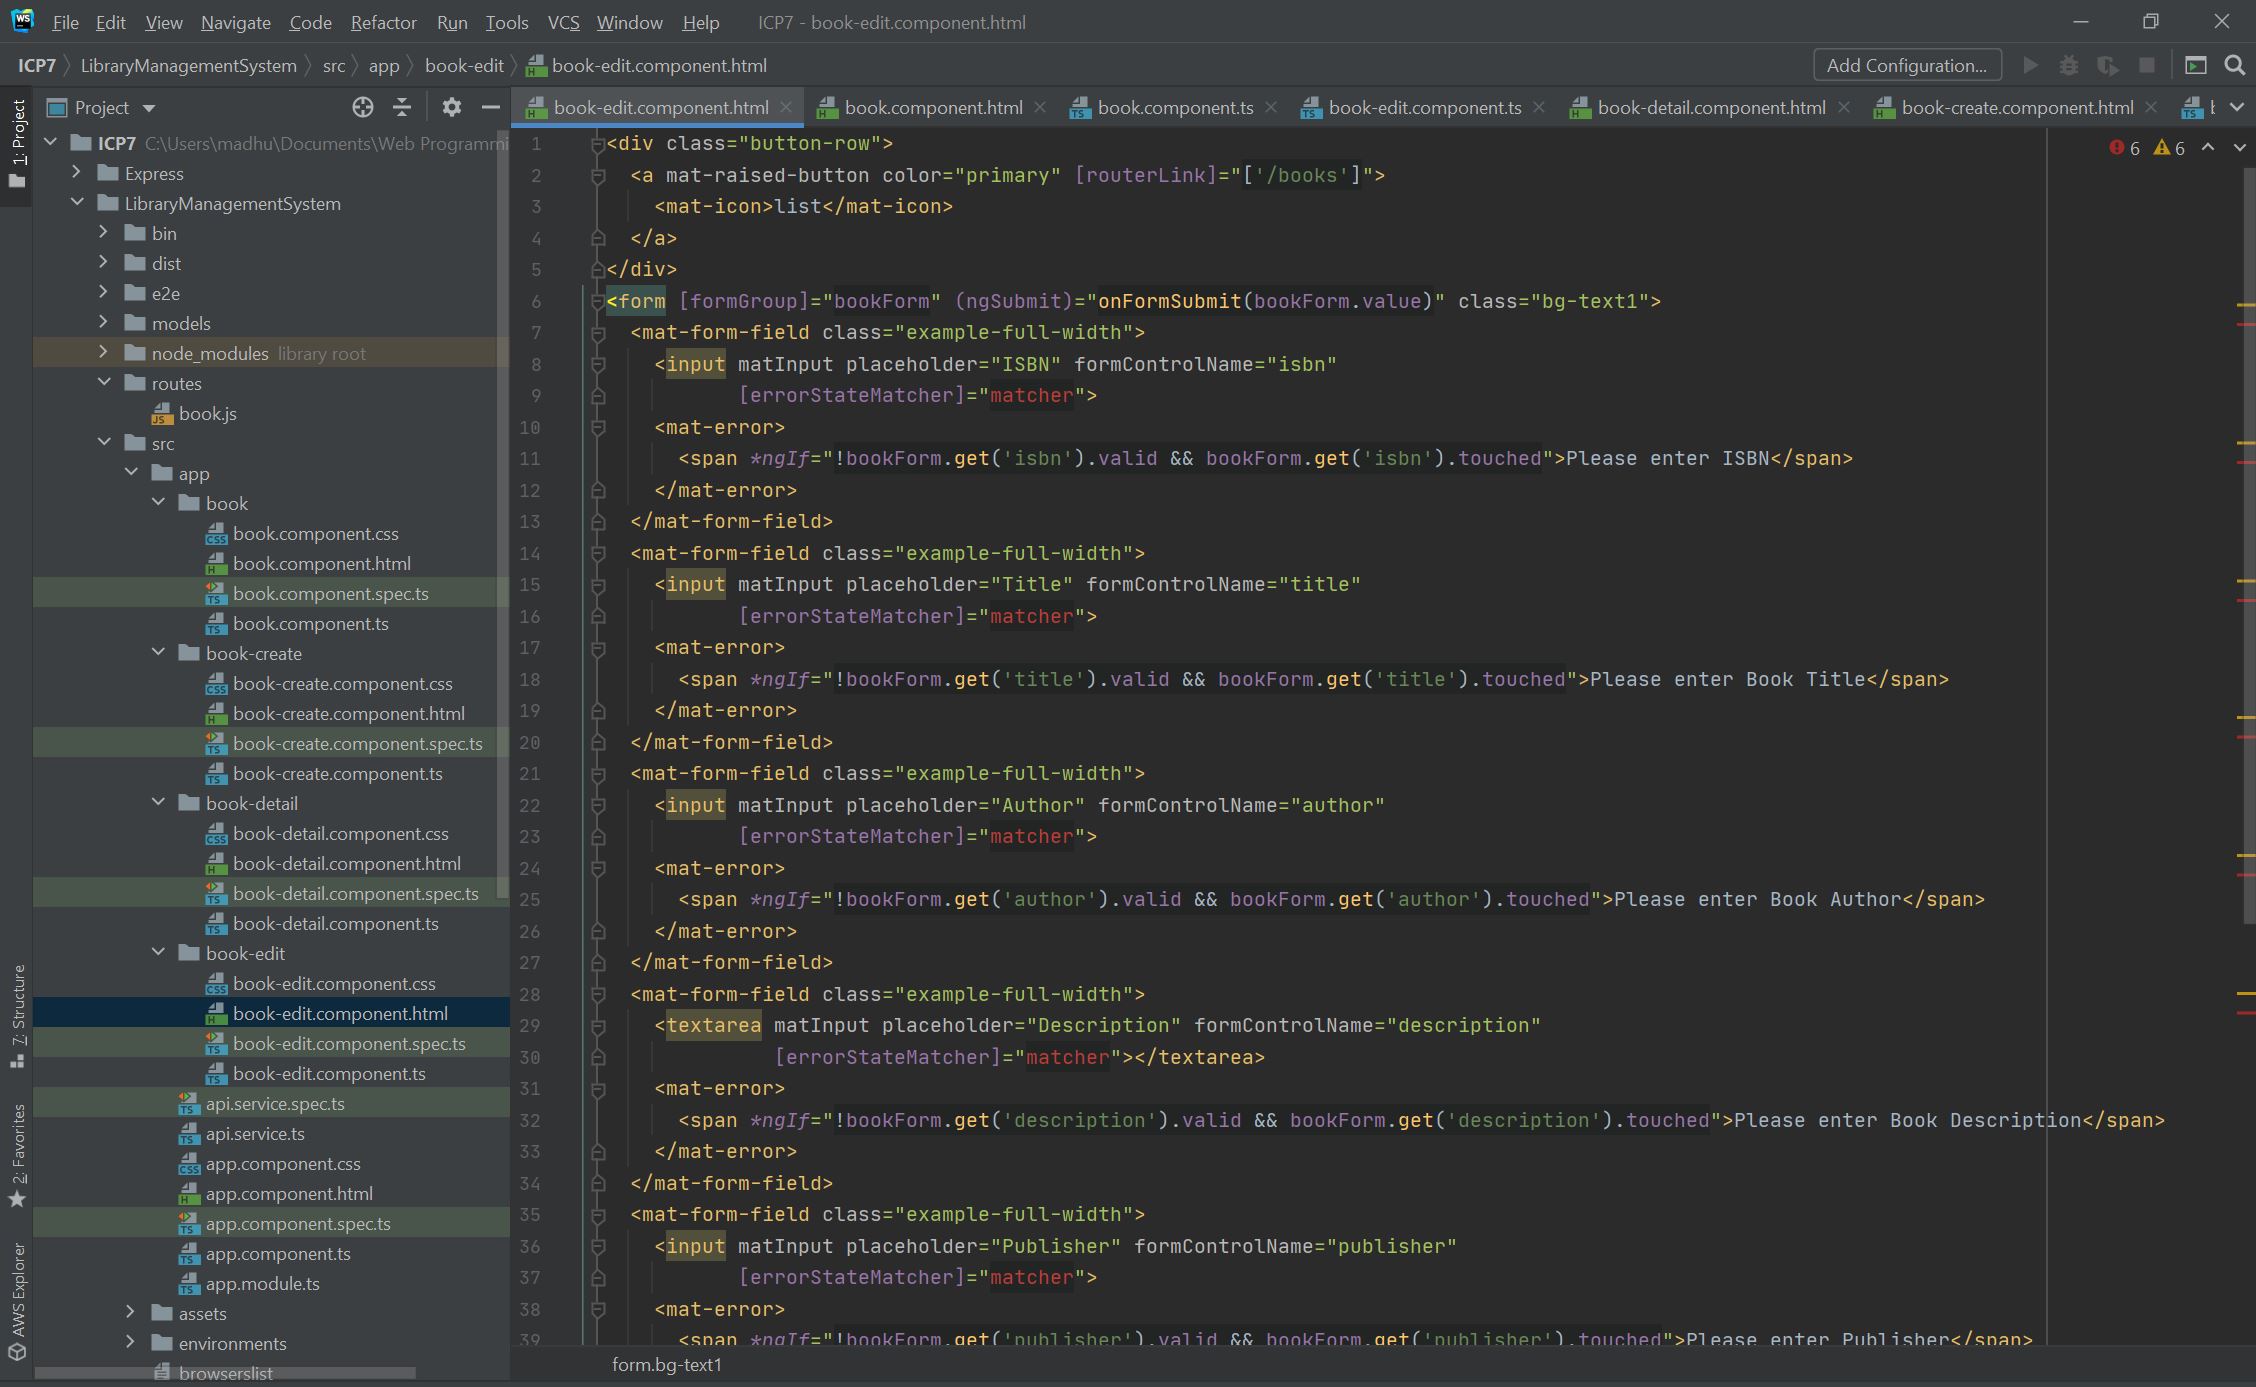 WS File Edit View Navigate Code Refactor Run Tools VCS Window Help ICP7 - book-edit.component.html
ICP7 LibraryManagementSystem src app book-edit book-edit.component.html Add Configuration...
Project
book-edit.component.html book.component.html book.component.ts book-edit.component.ts book-detail.component.html book-create.component.html
1: Project
7: Structure
2: Favorites
AWS Explorer
ICP7 C:\Users\madhu\Documents\Web Programmi
Express
LibraryManagementSystem
bin
dist
e2e
models
node_modules library root
routes
book.js
src
app
book
book.component.css
book.component.html
book.component.spec.ts
book.component.ts
book-create
book-create.component.css
book-create.component.html
book-create.component.spec.ts
book-create.component.ts
book-detail
book-detail.component.css
book-detail.component.html
book-detail.component.spec.ts
book-detail.component.ts
book-edit
book-edit.component.css
book-edit.component.html
book-edit.component.spec.ts
book-edit.component.ts
api.service.spec.ts
api.service.ts
app.component.css
app.component.html
app.component.spec.ts
app.component.ts
app.module.ts
assets
environments
browserslist
6 6
1 <div class="button-row">
2 <a mat-raised-button color="primary" [routerLink]="['/books']">
3 <mat-icon>list</mat-icon>
4 </a>
5 </div>
6 <form [formGroup]="bookForm" (ngSubmit)="onFormSubmit(bookForm.value)" class="bg-text1">
7 <mat-form-field class="example-full-width">
8 <input matInput placeholder="ISBN" formControlName="isbn"
9 [errorStateMatcher]="matcher">
10 <mat-error>
11 <span *ngIf="!bookForm.get('isbn').valid && bookForm.get('isbn').touched">Please enter ISBN</span>
12 </mat-error>
13 </mat-form-field>
14 <mat-form-field class="example-full-width">
15 <input matInput placeholder="Title" formControlName="title"
16 [errorStateMatcher]="matcher">
17 <mat-error>
18 <span *ngIf="!bookForm.get('title').valid && bookForm.get('title').touched">Please enter Book Title</span>
19 </mat-error>
20 </mat-form-field>
21 <mat-form-field class="example-full-width">
22 <input matInput placeholder="Author" formControlName="author"
23 [errorStateMatcher]="matcher">
24 <mat-error>
25 <span *ngIf="!bookForm.get('author').valid && bookForm.get('author').touched">Please enter Book Author</span>
26 </mat-error>
27 </mat-form-field>
28 <mat-form-field class="example-full-width">
29 <textarea matInput placeholder="Description" formControlName="description"
30 [errorStateMatcher]="matcher"></textarea>
31 <mat-error>
32 <span *ngIf="!bookForm.get('description').valid && bookForm.get('description').touched">Please enter Book Description</span>
33 </mat-error>
34 </mat-form-field>
35 <mat-form-field class="example-full-width">
36 <input matInput placeholder="Publisher" formControlName="publisher"
37 [errorStateMatcher]="matcher">
38 <mat-error>
39 <span *ngIf="!bookForm.get('publisher').valid && bookForm.get('publisher').touched">Please enter Publisher</span>
form.bg-text1